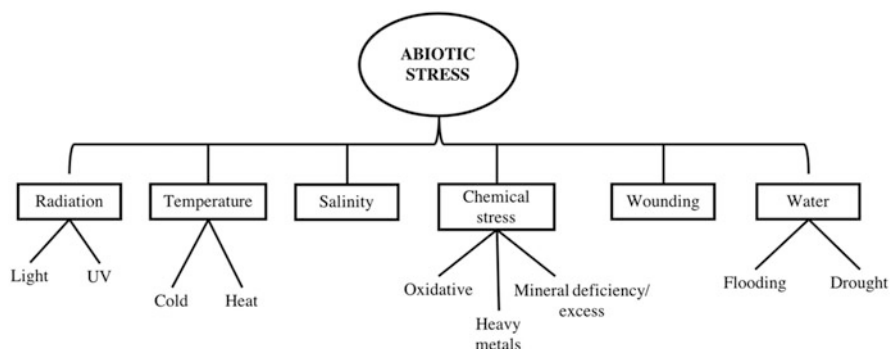 ABIOTIC
STRESS
Radiation
Temperature
Salinity
Chemical
stress
Wounding
Water
Light
UV
Cold
Heat
Oxidative
Heavy
metals
Mineral deficiency/
excess
Flooding
Drought